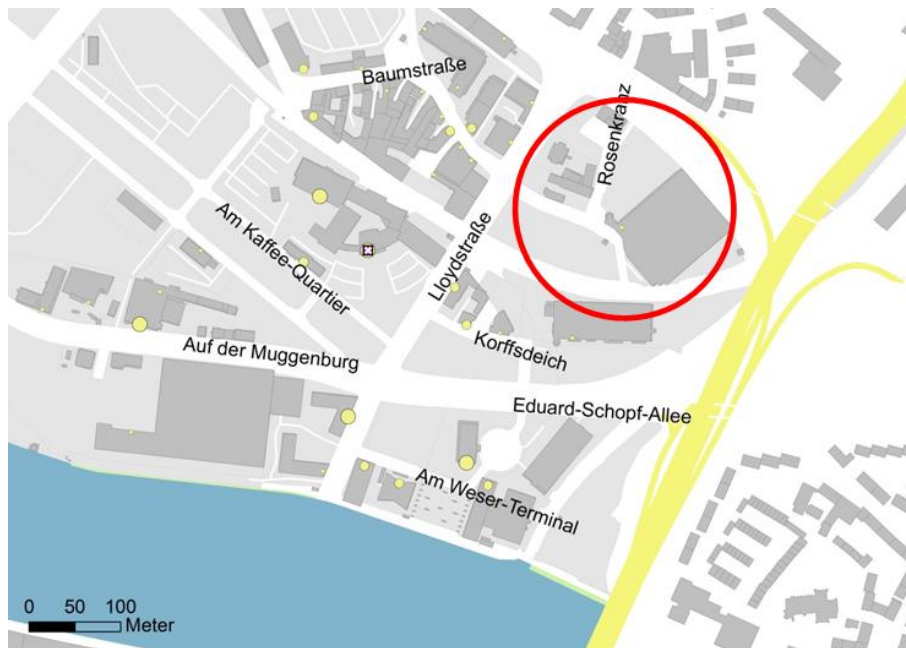 Baumstraße
Rosenkranz
Am Kaffee-Quartier
Lloydstraße
Korffsdeich
Auf der Muggenburg
Eduard-Schopf-Allee
Am Weser-Terminal
0 50 100
Meter